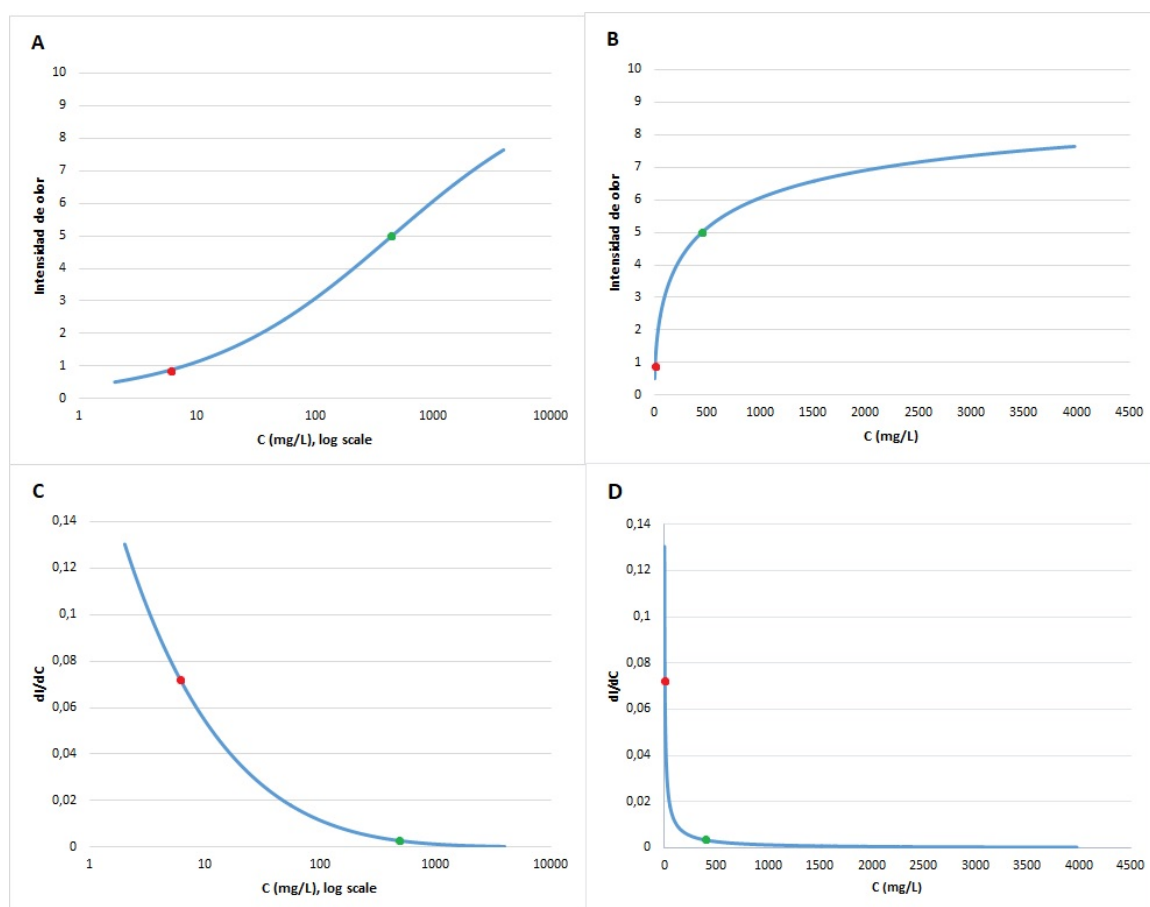 A
10
9
8
7
6
5
4
3
2
1
0
Intensidad de olor
1 10 100 1000 10000
C (mg/L), log scale
B
10
9
8
7
6
5
4
3
2
1
0
Intensidad de olor
0 500 1000 1500 2000 2500 3000 3500 4000 4500
C (mg/L)
C
0,14
0,12
0,1
0,08
0,06
0,04
0,02
0
dI/dC
1 10 100 1000 10000
C (mg/L), log scale
D
0,14
0,12
0,1
0,08
0,06
0,04
0,02
0
dI/dC
0 500 1000 1500 2000 2500 3000 3500 4000 4500
C (mg/L)